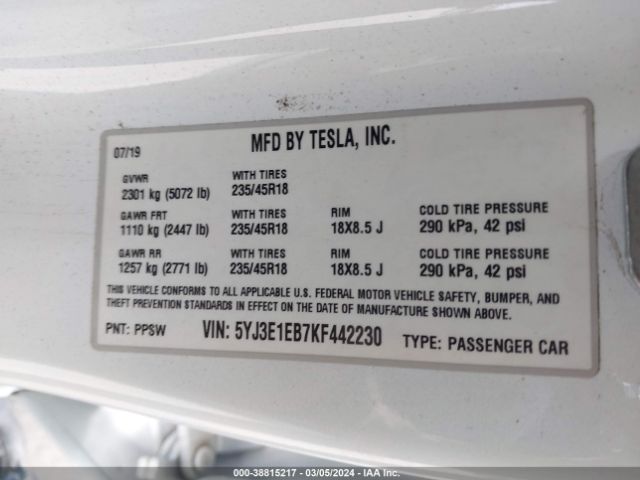 07/19
MFD BY TESLA, INC.
GVWR
2301 kg (5072 lb)
WITH TIRES
235/45R18
GAWR FRT
1110 kg (2447 lb)
WITH TIRES
235/45R18
RIM
18X8.5 J
COLD TIRE PRESSURE
290 kPa, 42 psi
GAWR RR
1257 kg (2771 lb)
WITH TIRES
235/45R18
RIM
18X8.5 J
COLD TIRE PRESSURE
290 kPa, 42 psi
THIS VEHICLE CONFORMS TO ALL APPLICABLE U.S. FEDERAL MOTOR VEHICLE SAFETY, BUMPER, AND
THEFT PREVENTION STANDARDS IN EFFECT ON THE DATE OF MANUFACTURE SHOWN ABOVE.
PNT: PPSW
VIN: 5YJ3E1EB7KF442230
TYPE: PASSENGER CAR
000-38815217 - 03/05/2024 - IAA Inc.